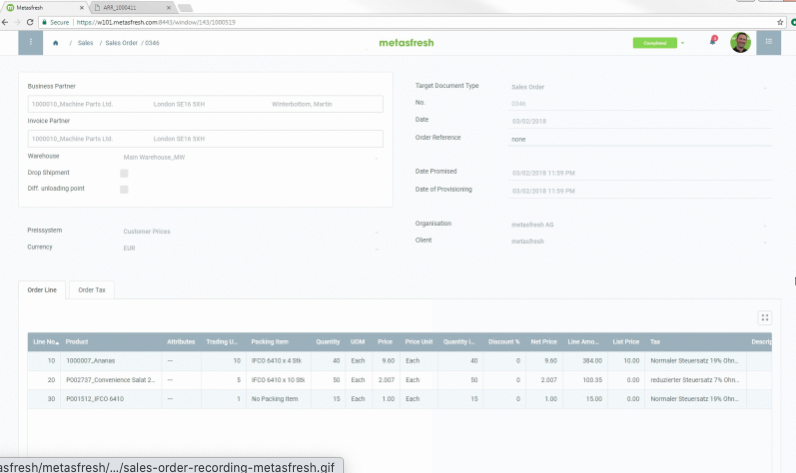 Metasfresh
ARR_1000411
Secure | https://w101.metasfresh.com:8443/window/143/1000519
/ Sales / Sales Order / 0346
metasfresh
Completed
Business Partner
1000010_Machine Parts Ltd. London SE16 5XH Winterbottom, Martin
Invoice Partner
1000010_Machine Parts Ltd. London SE16 5XH
Warehouse Main Warehouse_MW
Drop Shipment
Diff. unloading point
Preissystem Customer Prices
Currency EUR
Target Document Type Sales Order
No. 0346
Date 03/02/2018
Order Reference none
Date Promised 03/02/2018 11:59 PM
Date of Provisioning 03/02/2018 11:59 PM
Organisation metasfresh AG
Client metasfresh
Order Line Order Tax
Line No. Product Attributes Trading U... Packing Item Quantity UOM Price Price Unit Quantity i... Discount % Net Price Line Amo... List Price Tax Descrip
10 1000007_Ananas --- 10 IFCO 6410 x 4 Stk 40 Each 9.60 Each 40 0 9.60 384.00 10.00 Normaler Steuersatz 19% Ohn...
20 P002737_Convenience Salat 2... --- 5 IFCO 6410 x 10 Stk 50 Each 2.007 Each 50 0 2.007 100.35 0.00 reduzierter Steuersatz 7% Ohn...
30 P001512_IFCO 6410 --- 1 No Packing Item 15 Each 1.00 Each 15 0 1.00 15.00 0.00 Normaler Steuersatz 19% Ohn...
asfresh/metasfresh/.../sales-order-recording-metasfresh.gif